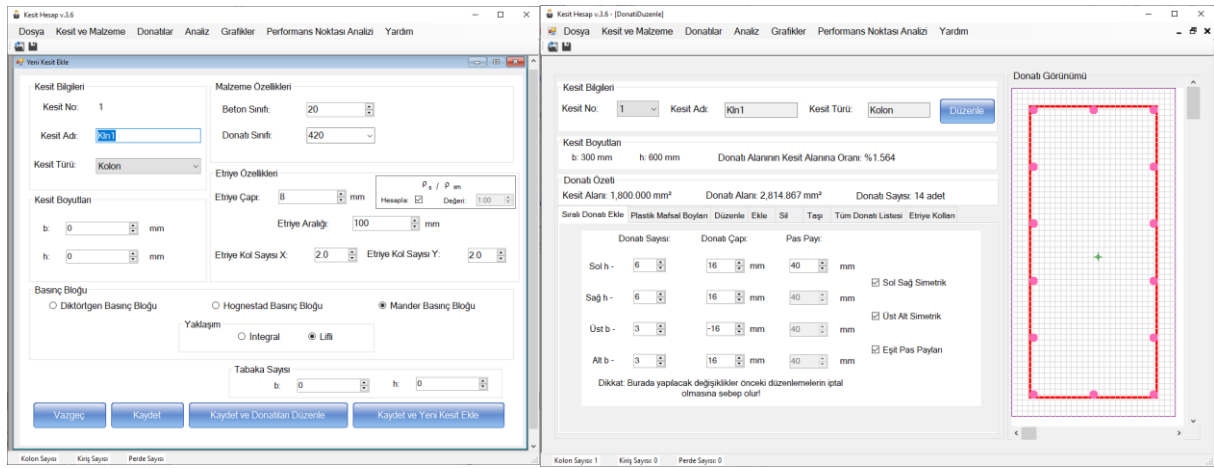 Kesit Hesap v.3.6
Dosya Kesit ve Malzeme Donatılar Analiz Grafikler Performans Noktası Analizi Yardım
Yeni Kesit Ekle
Kesit Bilgileri
Kesit No: 1
Kesit Adı: Kln1
Kesit Türü: Kolon
Malzeme Özellikleri
Beton Sınıfı: 20
Donatı Sınıfı: 420
Kesit Boyutları
b: 0 mm
h: 0 mm
Etriye Özellikleri
ρ s / ρ sm
Hesapla: Değeri: 1.00
Etriye Çapı: 8 mm
Etriye Aralığı: 100 mm
Etriye Kol Sayısı X: 2.0 Etriye Kol Sayısı Y: 2.0
Basınç Bloğu
Diktörtgen Basınç Bloğu Hognestad Basınç Bloğu Mander Basınç Bloğu
Yaklaşım
İntegral Lifli
Tabaka Sayısı
b: 0 h: 0
Vazgeç Kaydet Kaydet ve Donatıları Düzenle Kaydet ve Yeni Kesit Ekle
Kolon Sayısı Kiriş Sayısı Perde Sayısı
Kesit Hesap v.3.6 - [DonatiDuzenle]
Dosya Kesit ve Malzeme Donatılar Analiz Grafikler Performans Noktası Analizi Yardım
Kesit Bilgileri
Kesit No: 1 Kesit Adı: Kln1 Kesit Türü: Kolon Düzenle
Kesit Boyutları
b: 300 mm h: 600 mm Donatı Alanının Kesit Alanına Oranı: %1.564
Donatı Özeti
Kesit Alanı: 1,800.000 mm² Donatı Alanı: 2,814.867 mm² Donatı Sayısı: 14 adet
Sıralı Donatı Ekle Plastik Mafsal Boyları Düzenle Ekle Sil Taşı Tüm Donatı Listesi Etriye Kolları
Donatı Sayısı: Donatı Çapı: Pas Payı:
Sol h - 6 16 mm 40 mm
Sağ h - 6 16 mm 40 mm
Üst b - 3 -16 mm 40 mm
Alt b - 3 16 mm 40 mm
Sol Sağ Simetrik
Üst Alt Simetrik
Eşit Pas Payları
Dikkat: Burada yapılacak değişiklikler önceki düzenlemelerin iptal
olmasına sebep olur!
Donatı Görünümü
Kolon Sayısı: 1 Kiriş Sayısı: 0 Perde Sayısı: 0